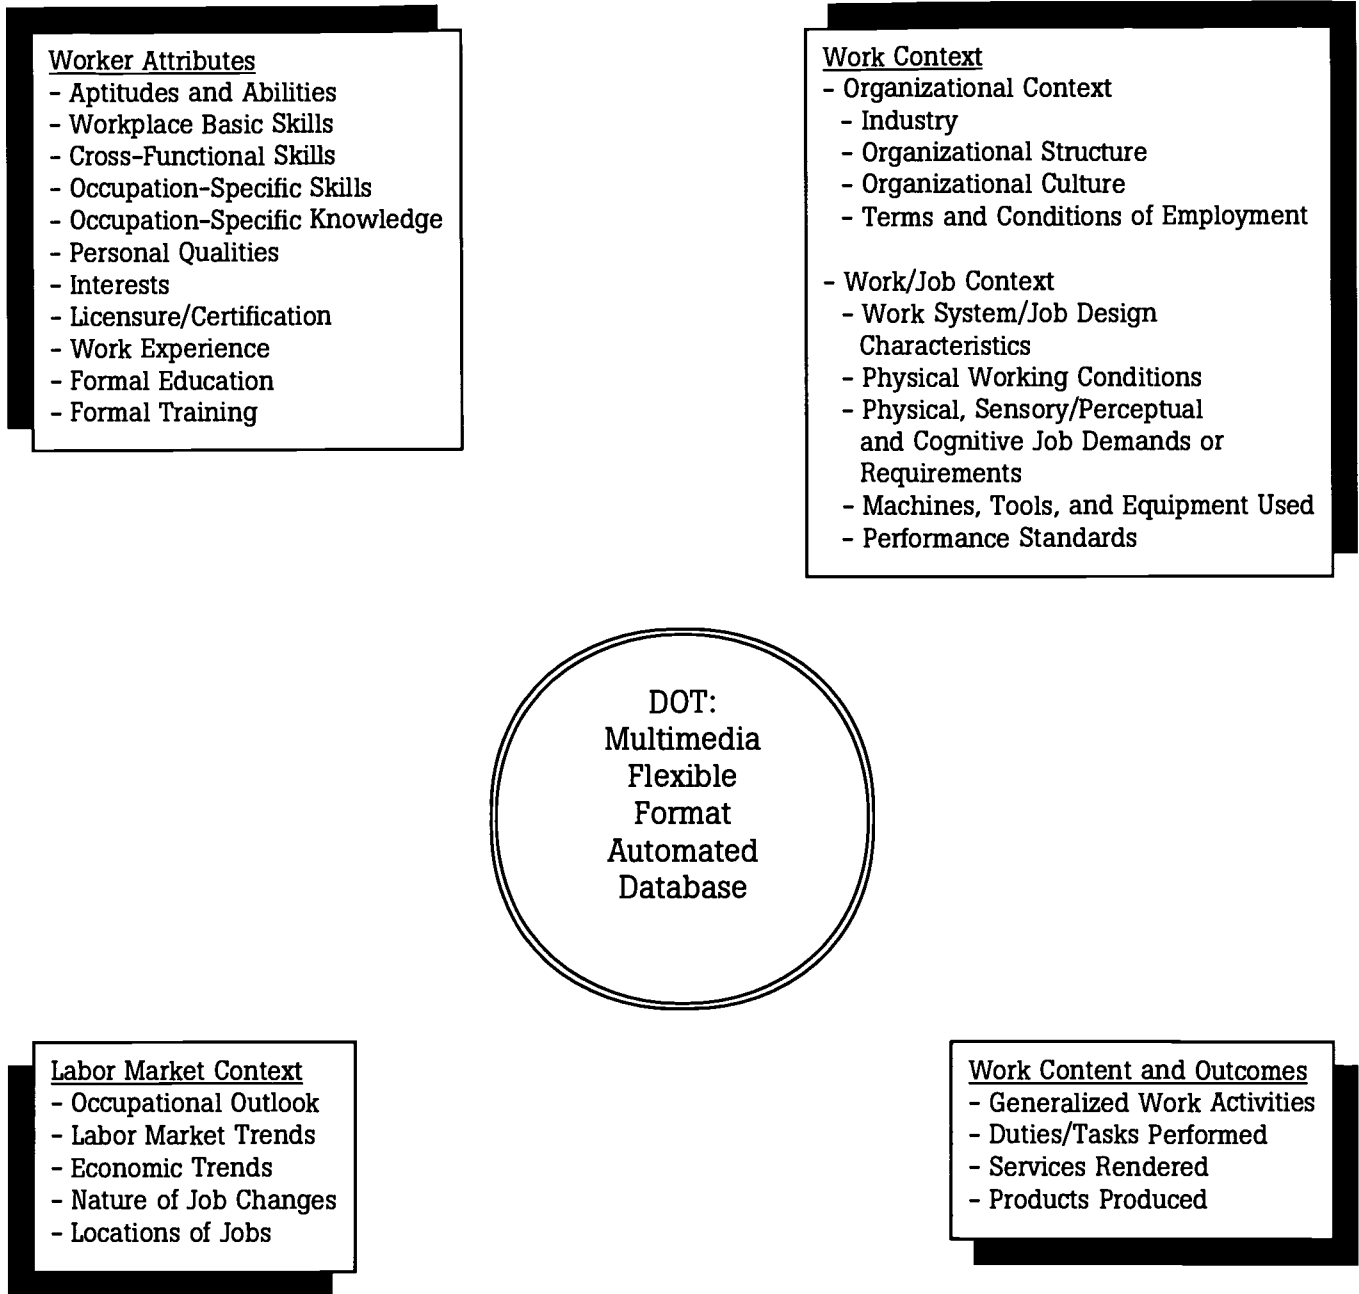 Worker Attributes
- Aptitudes and Abilities
- Workplace Basic Skills
- Cross-Functional Skills
- Occupation-Specific Skills
- Occupation-Specific Knowledge
- Personal Qualities
- Interests
- Licensure/Certification
- Work Experience
- Formal Education
- Formal Training
Work Context
- Organizational Context
- Industry
- Organizational Structure
- Organizational Culture
- Terms and Conditions of Employment
- Work/Job Context
- Work System/Job Design
Characteristics
- Physical Working Conditions
- Physical, Sensory/Perceptual
and Cognitive Job Demands or
Requirements
- Machines, Tools, and Equipment Used
- Performance Standards
DOT:
Multimedia
Flexible
Format
Automated
Database
Labor Market Context
- Occupational Outlook
- Labor Market Trends
- Economic Trends
- Nature of Job Changes
- Locations of Jobs
Work Content and Outcomes
- Generalized Work Activities
- Duties/Tasks Performed
- Services Rendered
- Products Produced